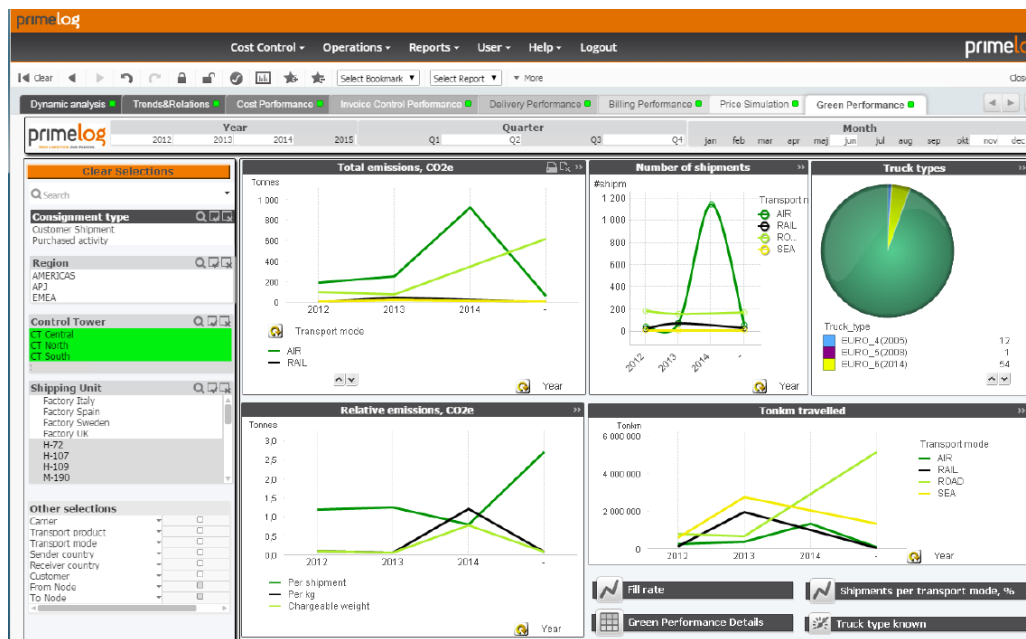 primelog
Cost Control Operations Reports User Help Logout
Clear Select Bookmark Select Report More
Dynamic analysis Trends&Relations Cost Performance Invoice Control Performance Delivery Performance Billing Performance Price Simulation Green Performance
primelog
Year Quarter Month
2012 2013 2014 2015 Q1 Q2 Q3 Q4 jan feb mar apr maj jun jul aug sep okt nov dec
Clear Selections
Search
Consignment type
Customer Shipment
Purchased activity
Region
AMERICAS
APJ
EMEA
Control Tower
CT Central
CT North
CT South
Shipping Unit
Factory Italy
Factory Spain
Factory Sweden
Factory UK
H-72
H-107
H-109
M-190
Other selections
Carrier
Transport product
Transport mode
Sender country
Receiver country
Customer
From Node
To Node
Total emissions, CO2e
Tonnes
1 000
800
600
400
200
0
2012 2013 2014 -
Transport mode
AIR
RAIL
Year
Number of shipments
#shipm
1 200
1 000
800
600
400
200
0
2012 2013 2014 -
Transport m
AIR
RAIL
RO...
SEA
Year
Truck types
Truck_type
EURO_4(2005) 12
EURO_5(2008) 1
EURO_6(2014) 54
Relative emissions, CO2e
Tonnes
3,0
2,5
2,0
1,5
1,0
0,5
0,0
2012 2013 2014 -
Per shipment
Per kg
Chargeable weight
Year
Tonkm travelled
Tonkm
6 000 000
4 000 000
2 000 000
0
2012 2013 2014 -
Transport mode
AIR
RAIL
ROAD
SEA
Year
Fill rate
Shipments per transport mode, %
Green Performance Details
Truck type known